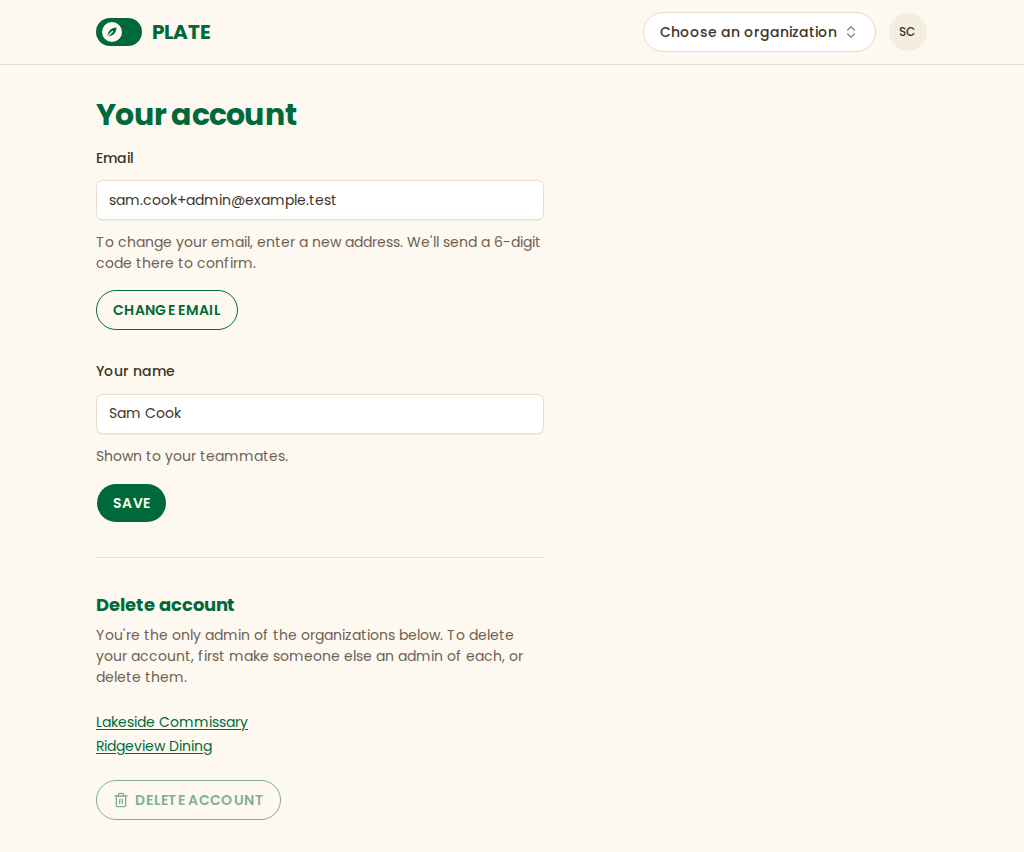 PLATE
Choose an organization
SC
Your account
Email
sam.cook+admin@example.test
To change your email, enter a new address. We'll send a 6-digit
code there to confirm.
CHANGE EMAIL
Your name
Sam Cook
Shown to your teammates.
SAVE
Delete account
You're the only admin of the organizations below. To delete
your account, first make someone else an admin of each, or
delete them.
Lakeside Commissary
Ridgeview Dining
DELETE ACCOUNT